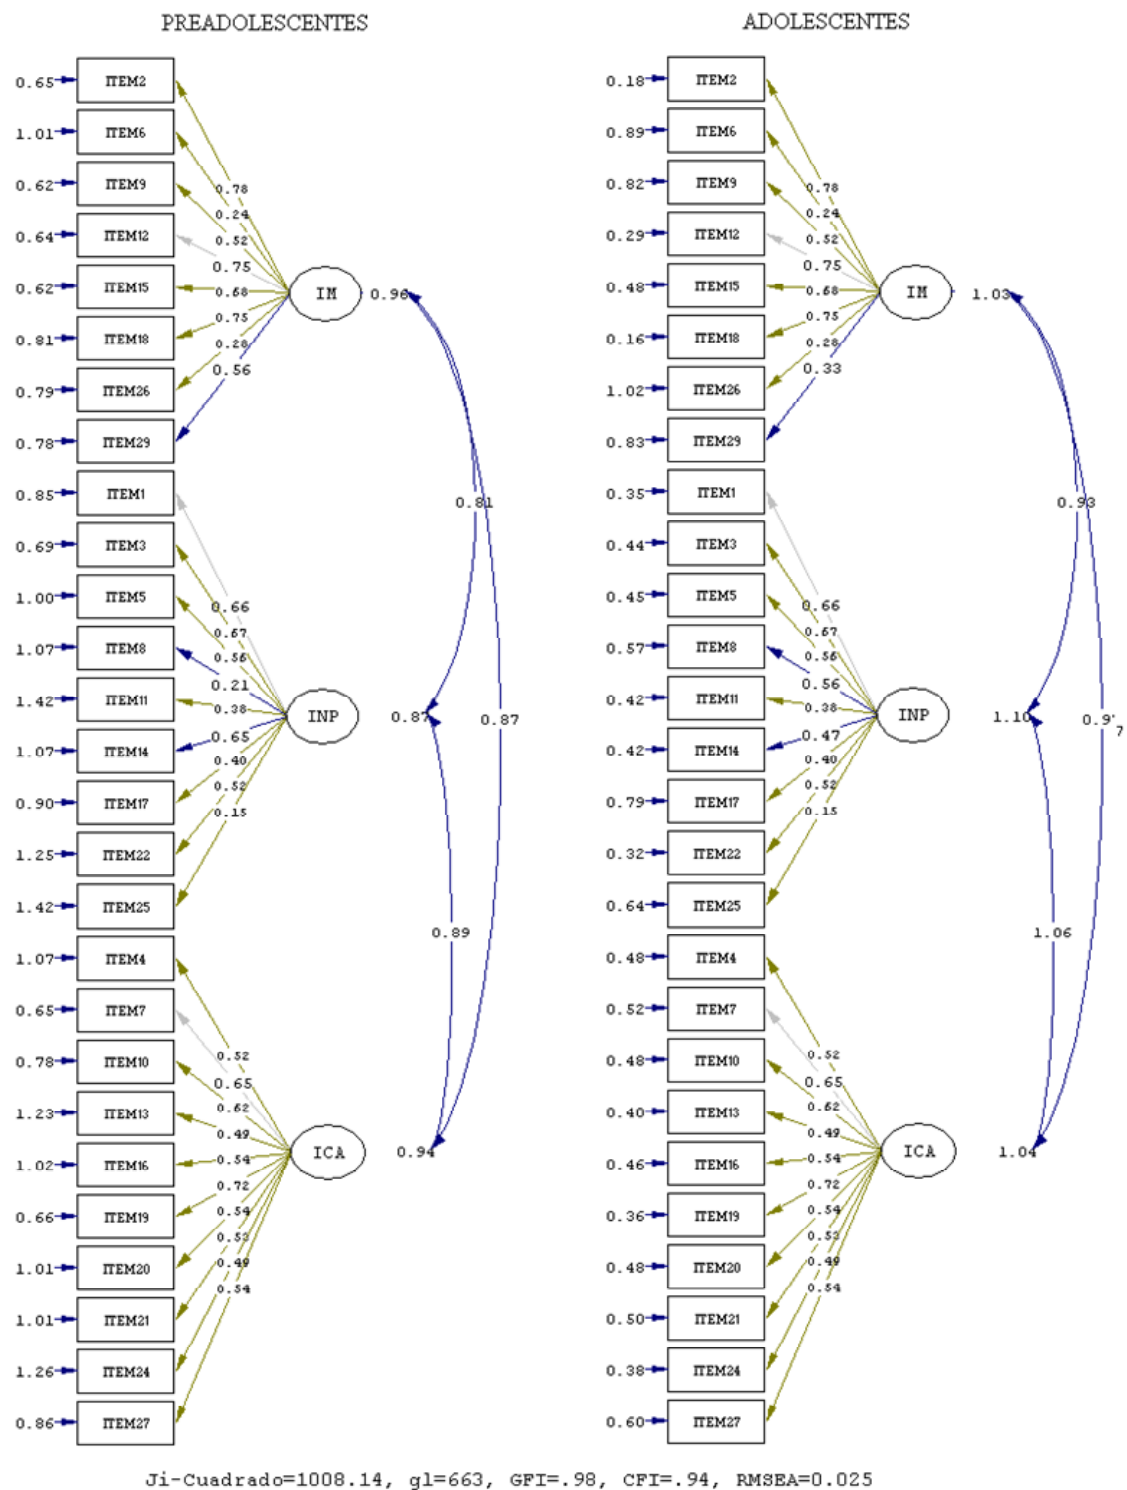 PREADOLESCENTES
0.65 ITEM2
1.01 ITEM6
0.62 ITEM9
0.64 ITEM12
0.62 ITEM15
0.81 ITEM18
0.79 ITEM26
0.78 ITEM29
0.85 ITEM1
0.69 ITEM3
1.00 ITEM5
1.07 ITEM8
1.42 ITEM11
1.07 ITEM14
0.90 ITEM17
1.25 ITEM22
1.42 ITEM25
1.07 ITEM4
0.65 ITEM7
0.78 ITEM10
1.23 ITEM13
1.02 ITEM16
0.66 ITEM19
1.01 ITEM20
1.01 ITEM21
1.26 ITEM24
0.86 ITEM27
0.78
0.24
0.52
0.75
0.68
0.75
0.28
0.56
IM 0.96
0.66
0.67
0.56
0.21
0.38
0.65
0.40
0.52
0.15
INP 0.87
0.52
0.65
0.62
0.49
0.54
0.72
0.54
0.53
0.49
0.54
ICA 0.94
0.81
0.87
0.89
ADOLESCENTES
0.18 ITEM2
0.89 ITEM6
0.82 ITEM9
0.29 ITEM12
0.48 ITEM15
0.16 ITEM18
1.02 ITEM26
0.83 ITEM29
0.35 ITEM1
0.44 ITEM3
0.45 ITEM5
0.57 ITEM8
0.42 ITEM11
0.42 ITEM14
0.79 ITEM17
0.32 ITEM22
0.64 ITEM25
0.48 ITEM4
0.52 ITEM7
0.48 ITEM10
0.40 ITEM13
0.46 ITEM16
0.36 ITEM19
0.48 ITEM20
0.50 ITEM21
0.38 ITEM24
0.60 ITEM27
0.78
0.24
0.52
0.75
0.68
0.75
0.28
0.33
IM 1.03
0.66
0.67
0.56
0.56
0.38
0.47
0.40
0.52
0.15
INP 1.10
0.52
0.65
0.62
0.49
0.54
0.72
0.54
0.53
0.49
0.54
ICA 1.04
0.93
0.97
1.06
Ji-Cuadrado=1008.14, gl=663, GFI=.98, CFI=.94, RMSEA=0.025